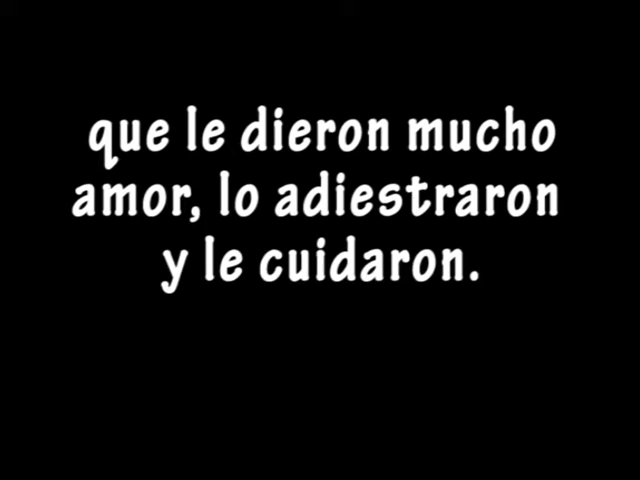 que le dieron mucho
amor, lo adiestraron
y le cuidaron.